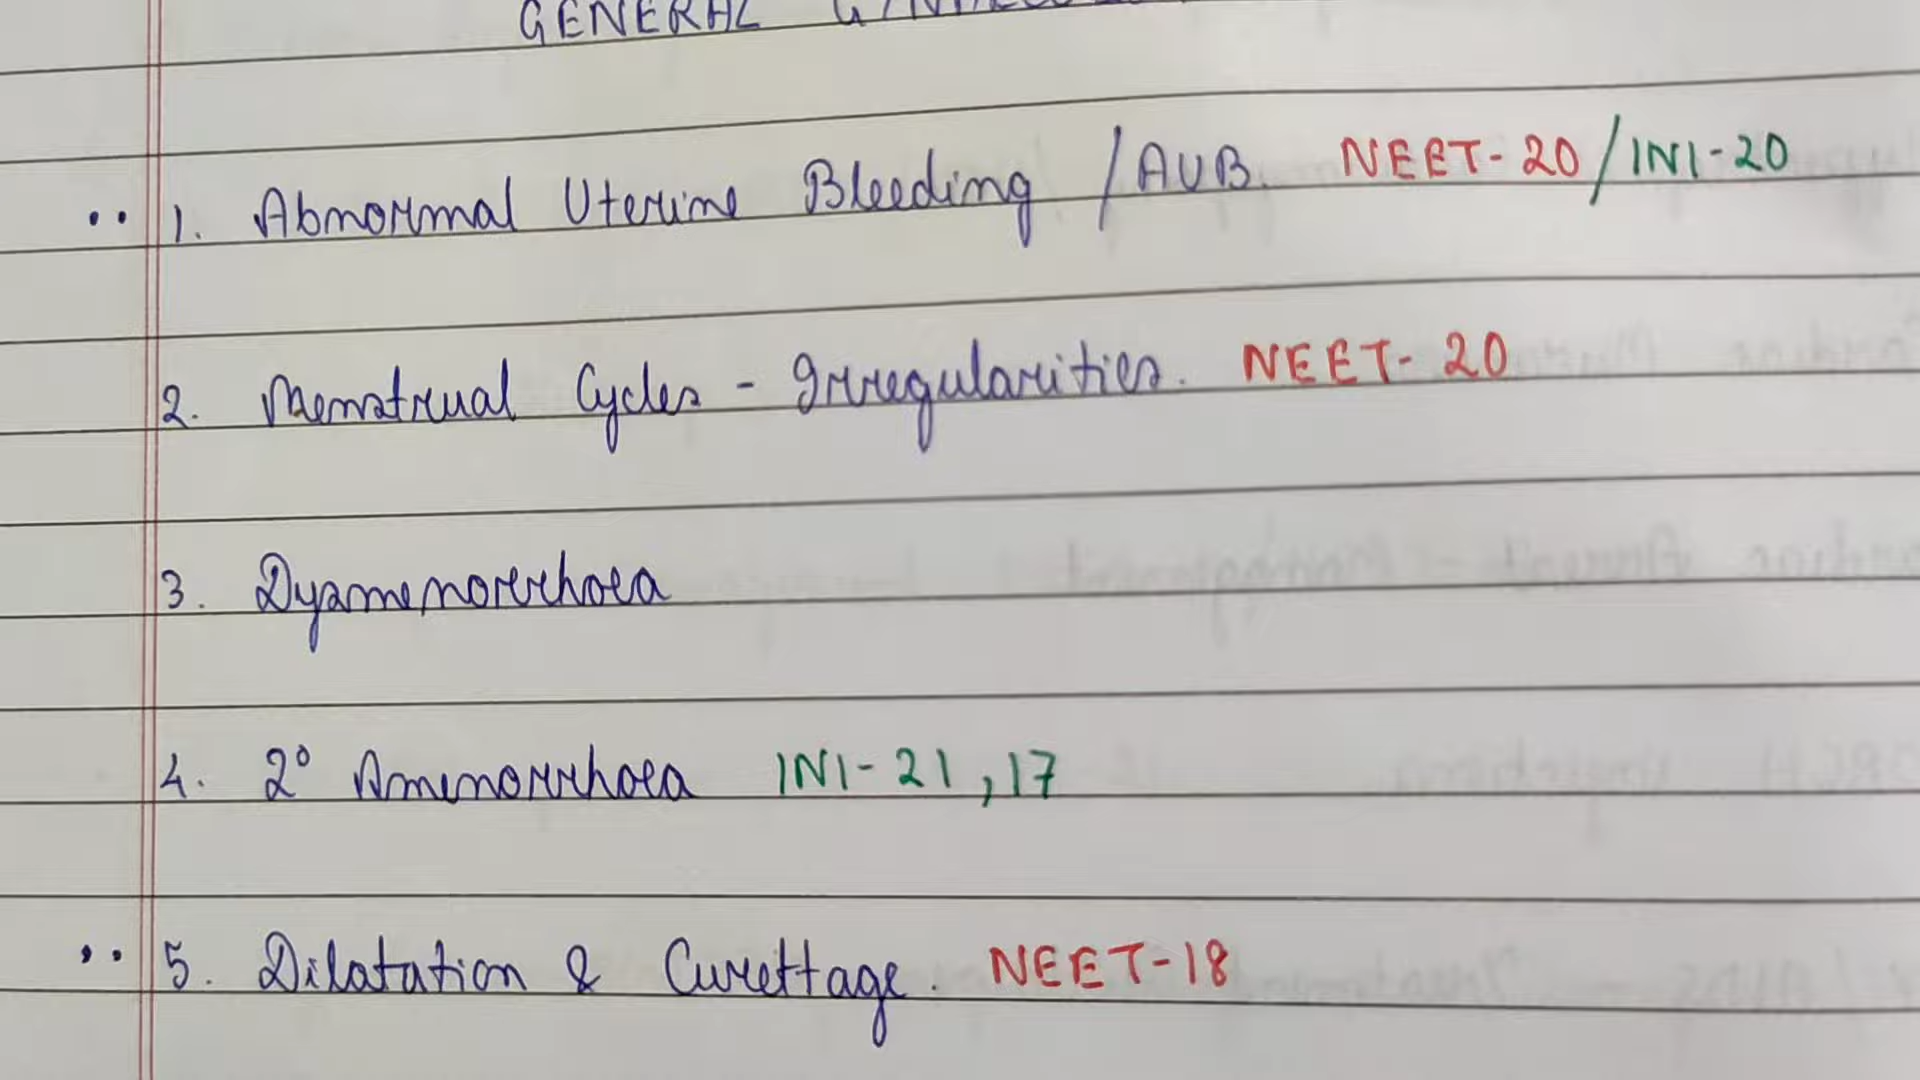 GENERAL
.. 1. Abnormal Uterine Bleeding / AUB. NEET-20 / INI-20
2. Menstrual Cycles - Irregularities. NEET-20
3. Dysmenorrhoea
4. 2° Amenorrhoea INI-21, 17
.. 5. Dilatation & Curettage. NEET-18